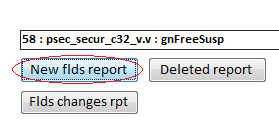 58 : psec_secur_c32_v.v : gnFreeSusp
New flds report Deleted report
Flds changes rpt